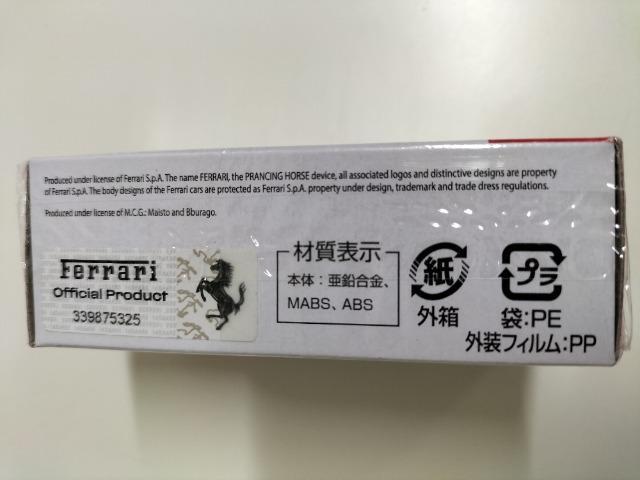 Produced under license of Ferrari S.p.A. The name FERRARI, the PRANCING HORSE device, all associated logos and distinctive designs are property
of Ferrari S.p.A. The body designs of the Ferrari cars are protected as Ferrari S.p.A. property under design, trademark and trade dress regulations.
Produced under license of M.C.G.: Maisto and Bburago.
Ferrari
Official Product
339875325
材質表示
本体：亜鉛合金、
MABS、ABS
紙
外箱
プラ
袋：PE
外装フィルム：PP